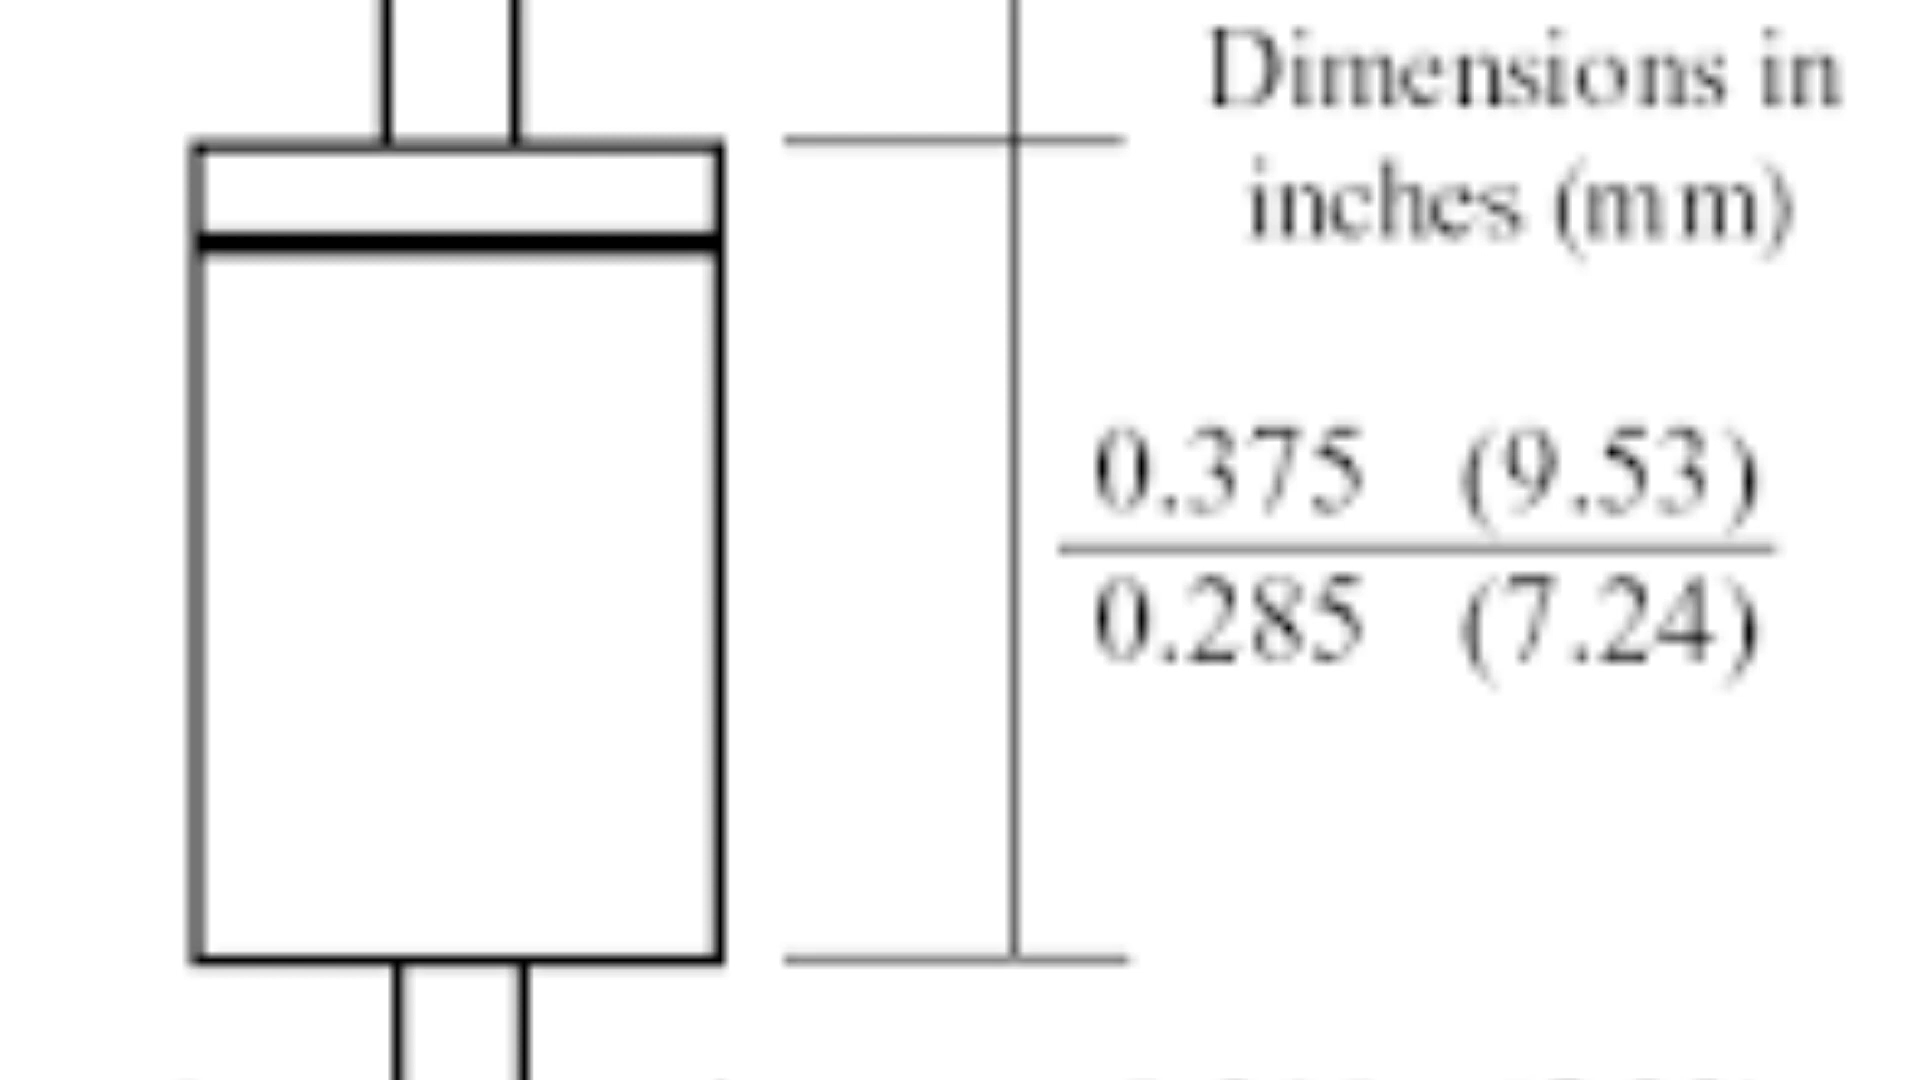 Dimensions in
inches (mm)
0.375 (9.53)
0.285 (7.24)